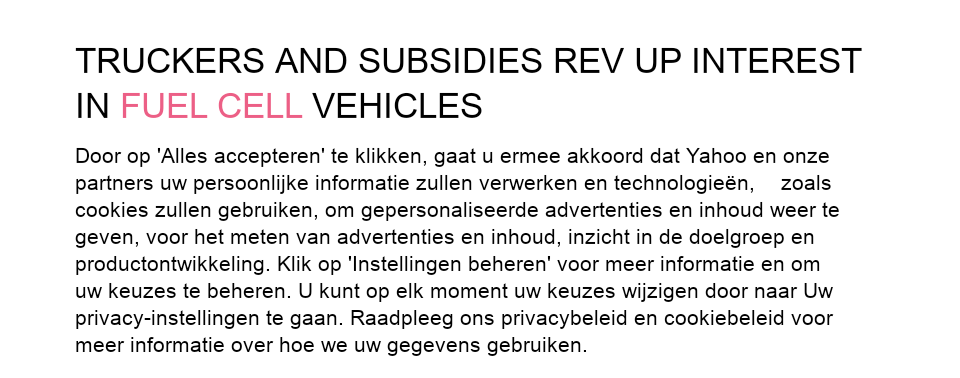 TRUCKERS AND SUBSIDIES REV UP INTEREST
IN FUEL CELL VEHICLES
Door op 'Alles accepteren' te klikken, gaat u ermee akkoord dat Yahoo en onze
partners uw persoonlijke informatie zullen verwerken en technologieën, zoals
cookies zullen gebruiken, om gepersonaliseerde advertenties en inhoud weer te
geven, voor het meten van advertenties en inhoud, inzicht in de doelgroep en
productontwikkeling. Klik op 'Instellingen beheren' voor meer informatie en om
uw keuzes te beheren. U kunt op elk moment uw keuzes wijzigen door naar Uw
privacy-instellingen te gaan. Raadpleeg ons privacybeleid en cookiebeleid voor
meer informatie over hoe we uw gegevens gebruiken.